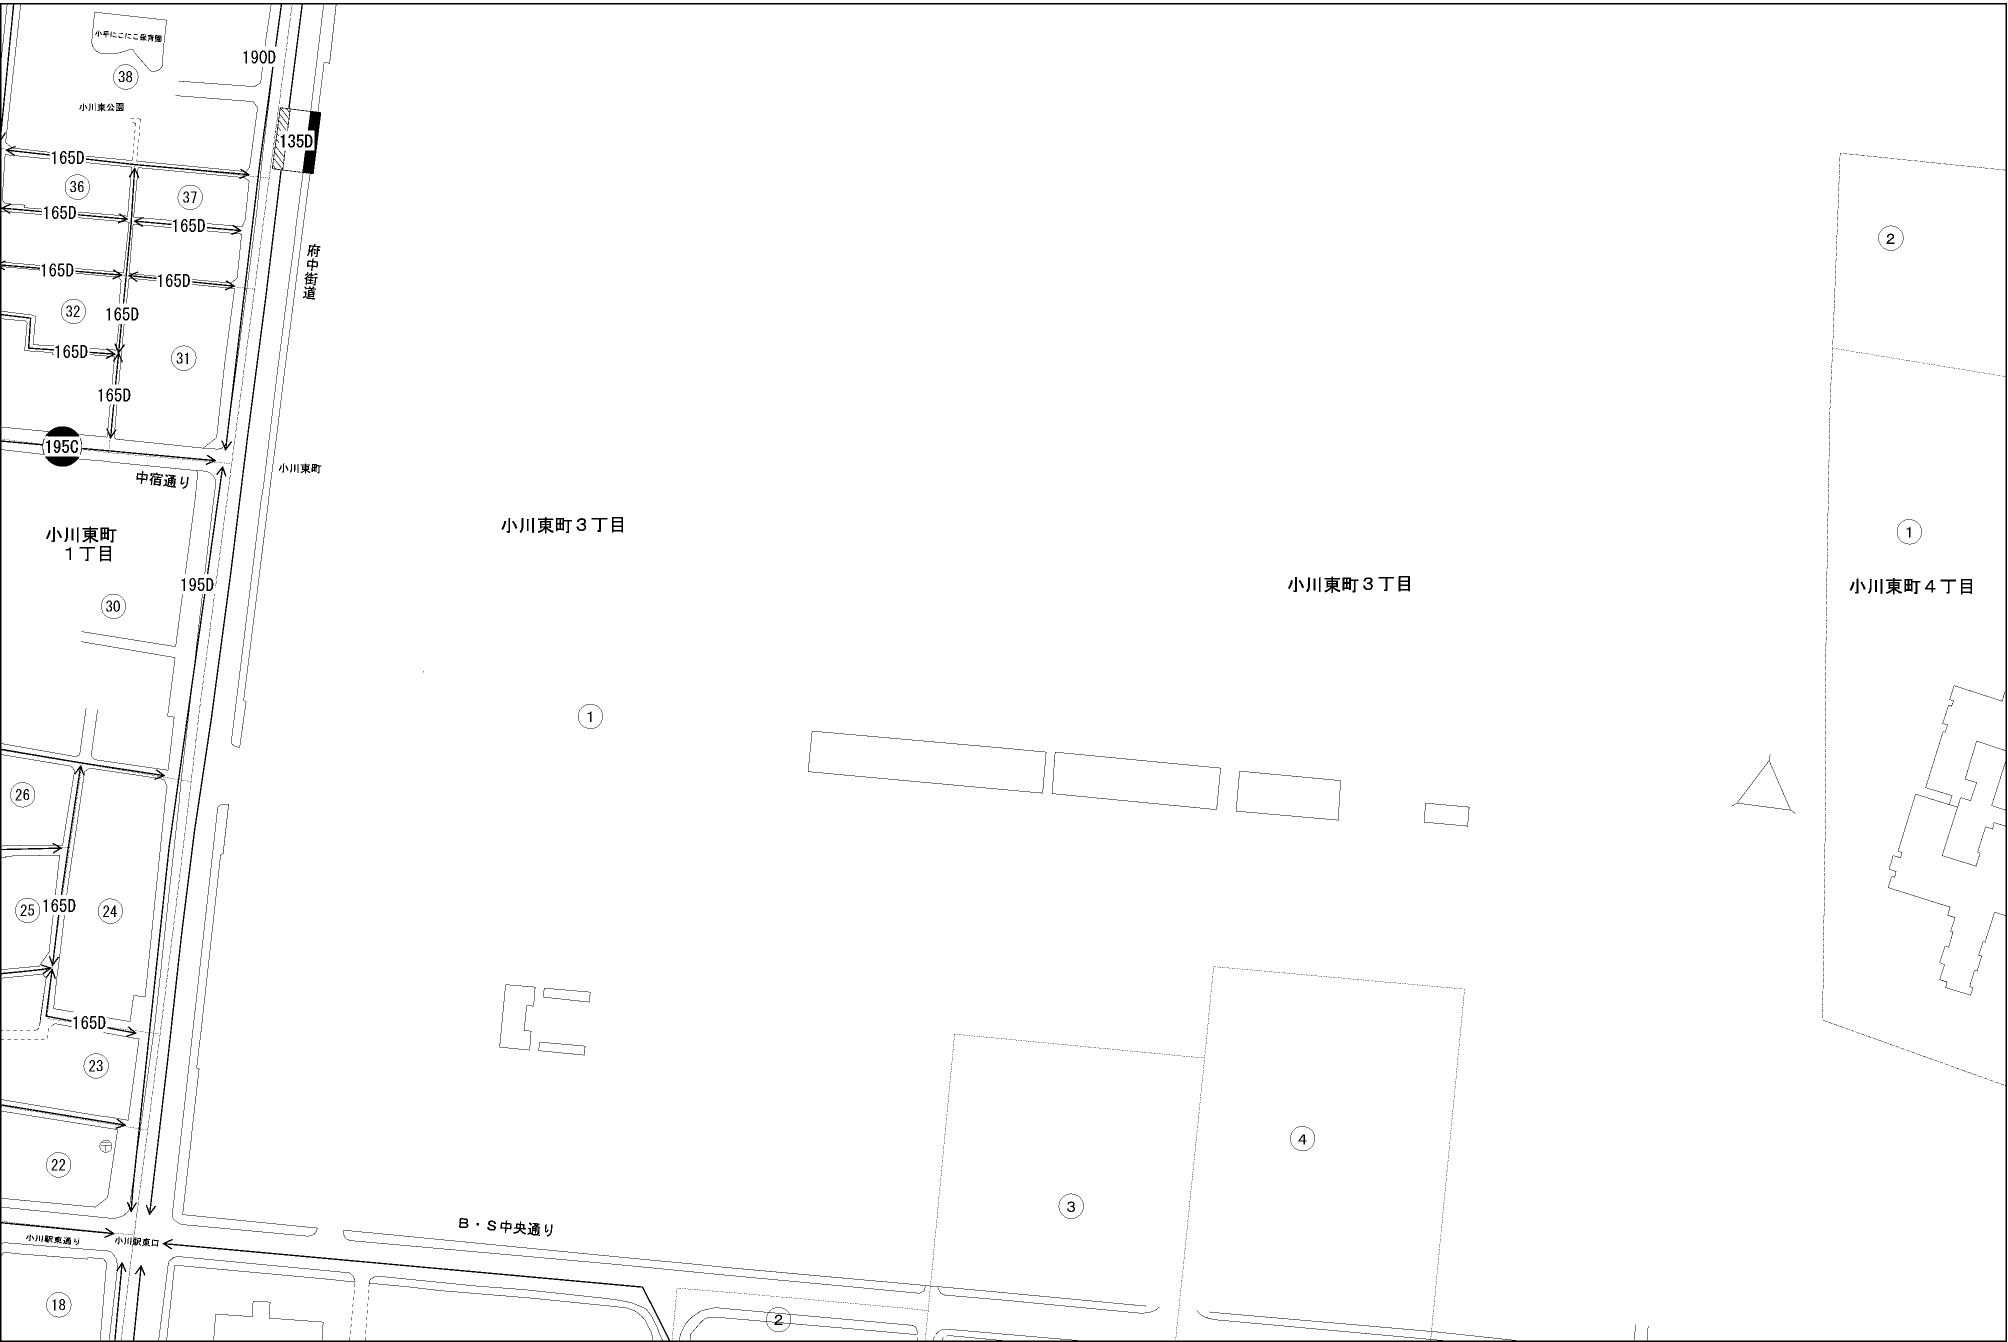 小平にこにこ保育園
190D
38
小川東公園
135D
165D
36
37
165D
165D
府中街道
165D
165D
32
165D
165D
31
165D
195C
小川東町
中宿通り
小川東町３丁目
小川東町
１丁目
小川東町３丁目
小川東町４丁目
2
1
195D
30
1
26
25
165D
24
165D
23
〒
22
4
3
Ｂ・Ｓ中央通り
小川駅東通り
小川駅東口
18
2